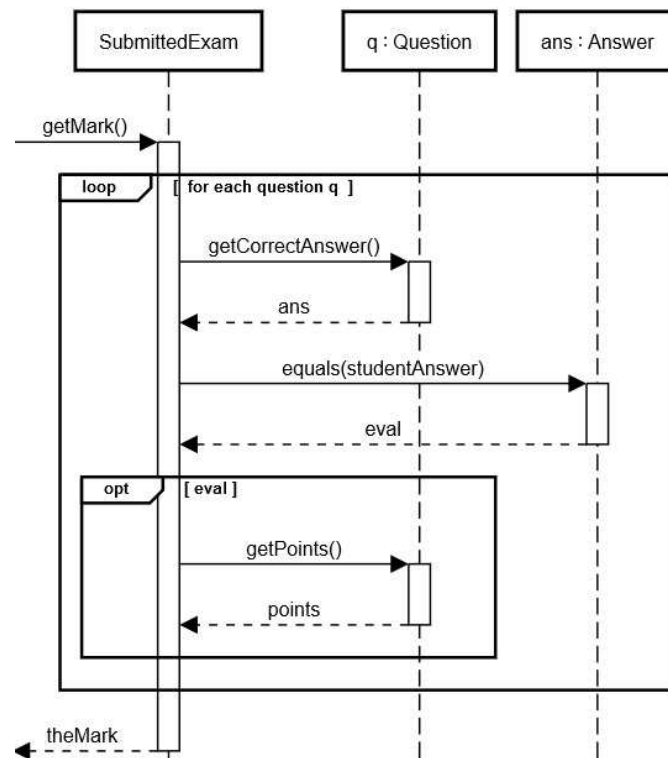 SubmittedExam
q : Question
ans : Answer
getMark()
loop
[ for each question q ]
getCorrectAnswer()
ans
equals(studentAnswer)
eval
opt
[ eval ]
getPoints()
points
theMark